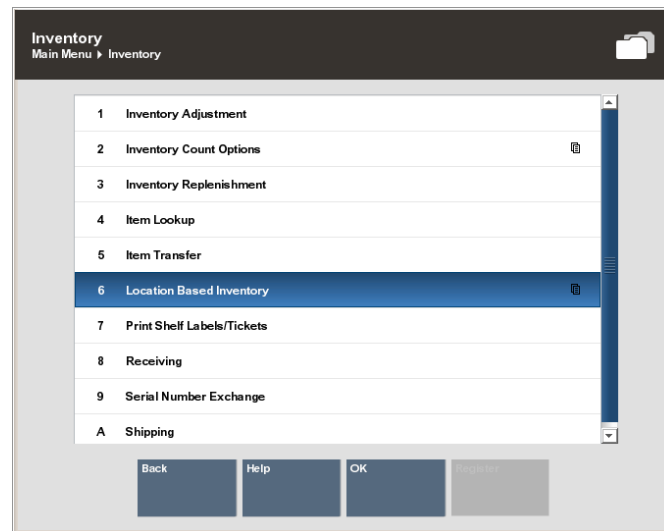 Inventory
Main Menu ▸ Inventory
1 Inventory Adjustment
2 Inventory Count Options
3 Inventory Replenishment
4 Item Lookup
5 Item Transfer
6 Location Based Inventory
7 Print Shelf Labels/Tickets
8 Receiving
9 Serial Number Exchange
A Shipping
Back Help OK Register